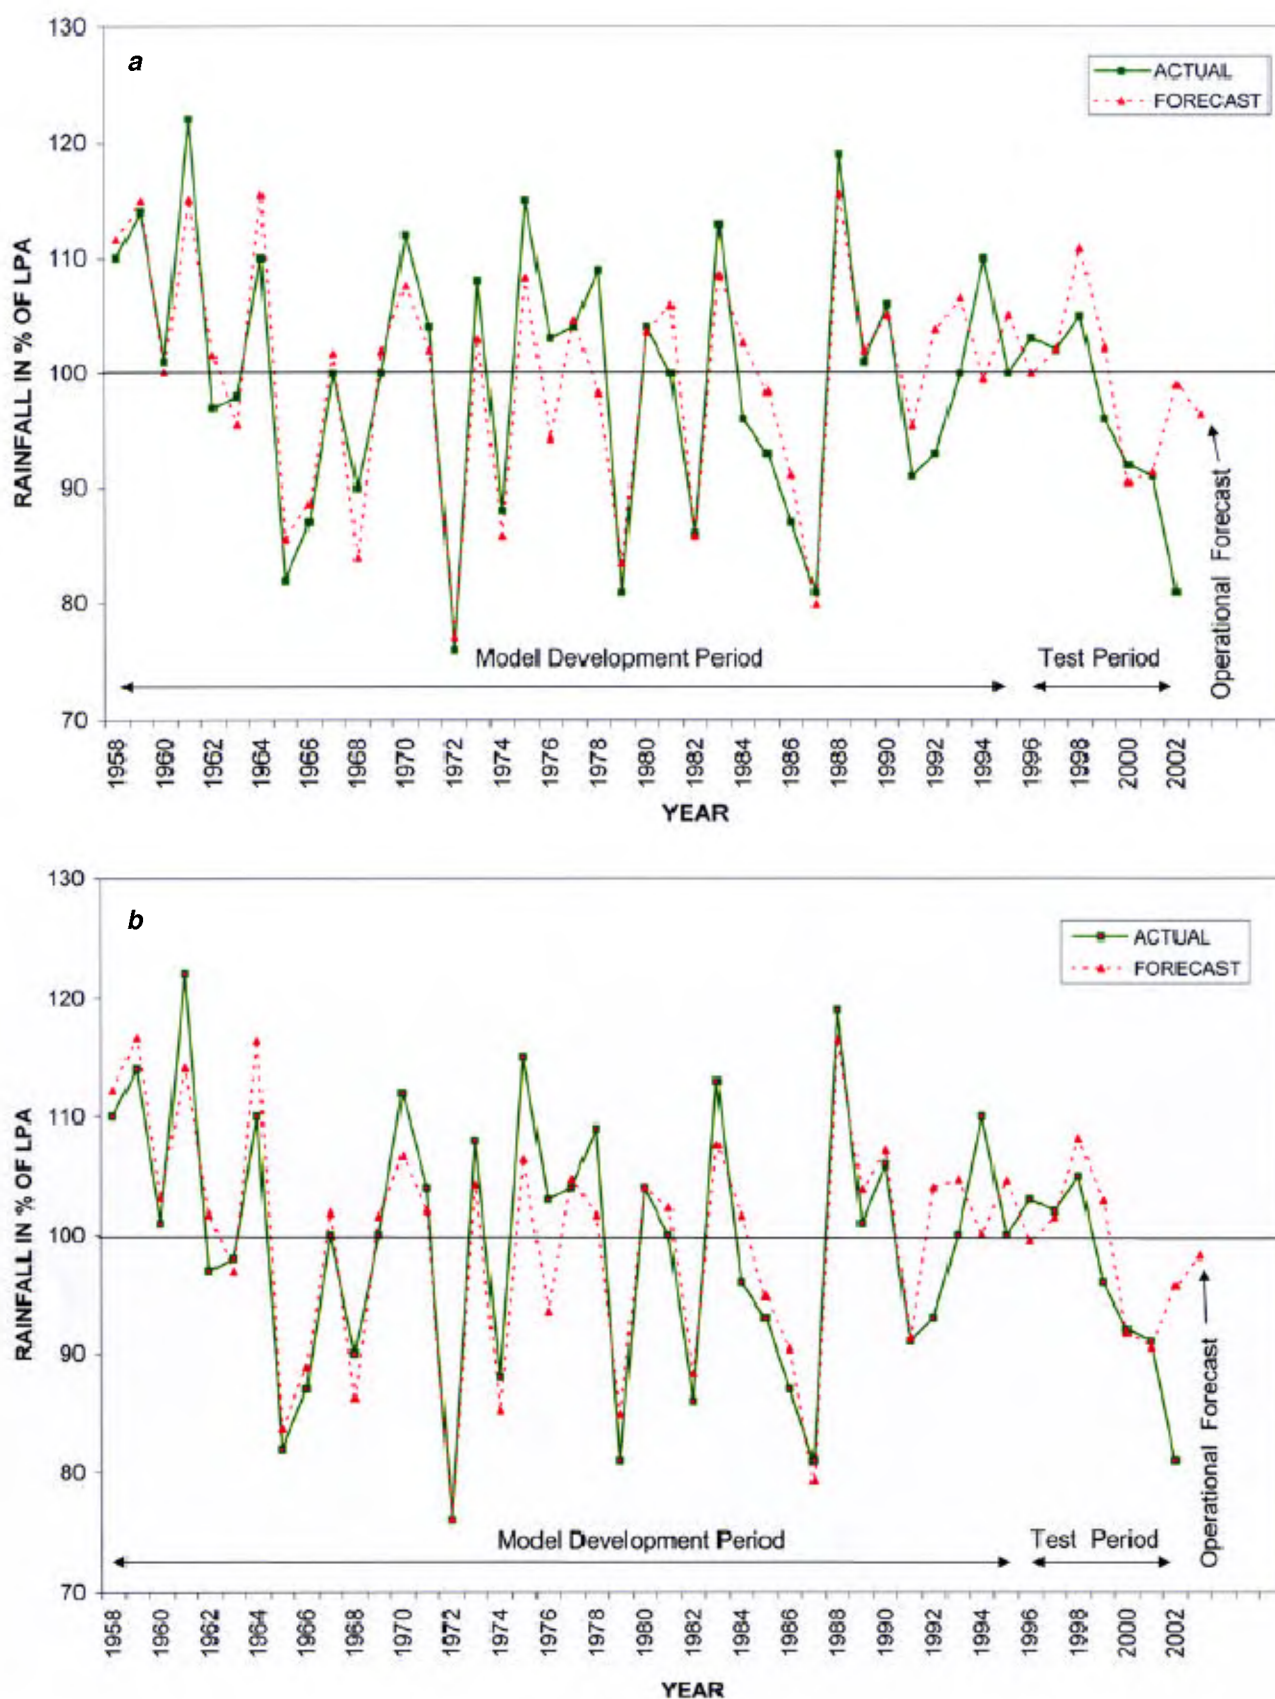 a
130
120
110
100
90
80
70
RAINFALL IN % OF LPA
ACTUAL
FORECAST
Model Development Period
Test Period
Operational Forecast
1958 1960 1962 1964 1966 1968 1970 1972 1974 1976 1978 1980 1982 1984 1986 1988 1990 1992 1994 1996 1998 2000 2002
YEAR
b
130
120
110
100
90
80
70
RAINFALL IN % OF LPA
ACTUAL
FORECAST
Model Development Period
Test Period
Operational Forecast
1958 1960 1962 1964 1966 1968 1970 1972 1974 1976 1978 1980 1982 1984 1986 1988 1990 1992 1994 1996 1998 2000 2002
YEAR